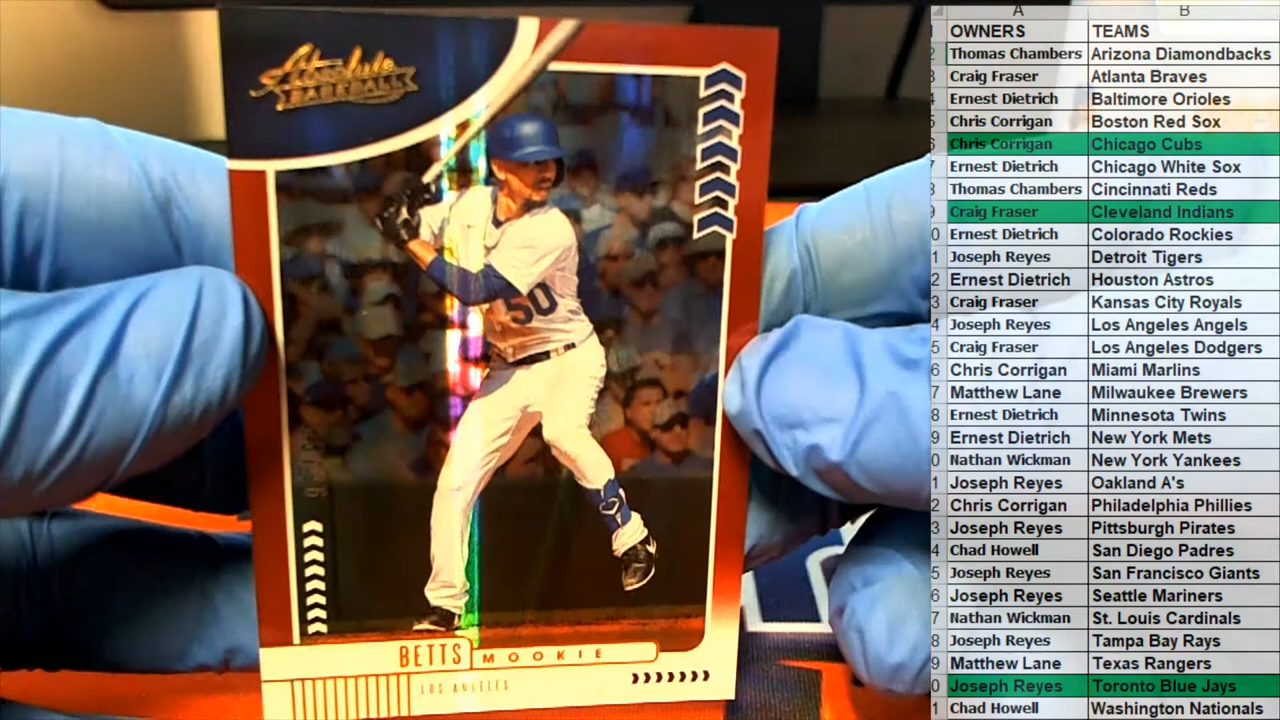 Absolute
BASEBALL
50
BETTS MOOKIE
LOS ANGELES
A B
OWNERS TEAMS
Thomas Chambers Arizona Diamondbacks
Craig Fraser Atlanta Braves
Ernest Dietrich Baltimore Orioles
Chris Corrigan Boston Red Sox
Chris Corrigan Chicago Cubs
Ernest Dietrich Chicago White Sox
Thomas Chambers Cincinnati Reds
Craig Fraser Cleveland Indians
Ernest Dietrich Colorado Rockies
Joseph Reyes Detroit Tigers
Ernest Dietrich Houston Astros
Craig Fraser Kansas City Royals
Joseph Reyes Los Angeles Angels
Craig Fraser Los Angeles Dodgers
Chris Corrigan Miami Marlins
Matthew Lane Milwaukee Brewers
Ernest Dietrich Minnesota Twins
Ernest Dietrich New York Mets
Nathan Wickman New York Yankees
Joseph Reyes Oakland A's
Chris Corrigan Philadelphia Phillies
Joseph Reyes Pittsburgh Pirates
Chad Howell San Diego Padres
Joseph Reyes San Francisco Giants
Joseph Reyes Seattle Mariners
Nathan Wickman St. Louis Cardinals
Joseph Reyes Tampa Bay Rays
Matthew Lane Texas Rangers
Joseph Reyes Toronto Blue Jays
Chad Howell Washington Nationals